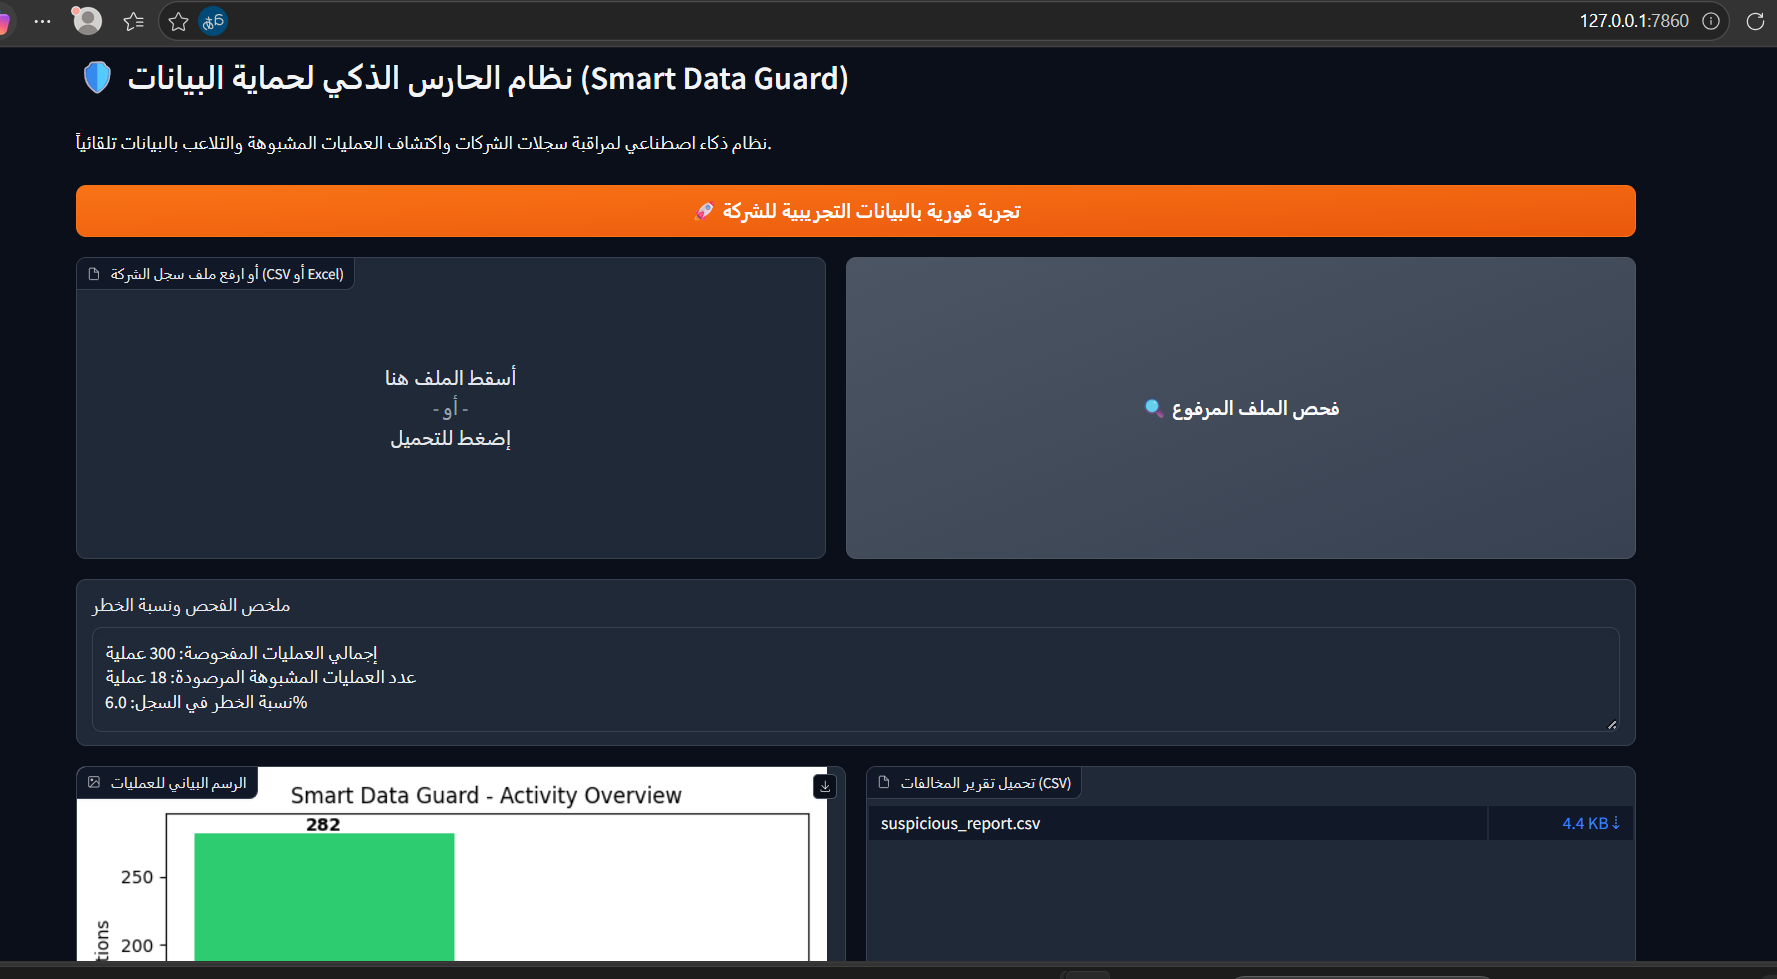 127.0.0.1:7860
نظام الحارس الذكي لحماية البيانات (Smart Data Guard)
نظام ذكاء اصطناعي لمراقبة سجلات الشركات واكتشاف العمليات المشبوهة والتلاعب بالبيانات تلقائياً.
تجربة فورية بالبيانات التجريبية للشركة
أو ارفع ملف سجل الشركة (CSV أو Excel)
أسقط الملف هنا
- أو -
إضغط للتحميل
فحص الملف المرفوع
ملخص الفحص ونسبة الخطر
إجمالي العمليات المفحوصة: 300 عملية
عدد العمليات المشبوهة المرصودة: 18 عملية
نسبة الخطر في السجل: 6.0%
الرسم البياني للعمليات
Smart Data Guard - Activity Overview
282
250
200
تحميل تقرير المخالفات (CSV)
suspicious_report.csv
4.4 KB